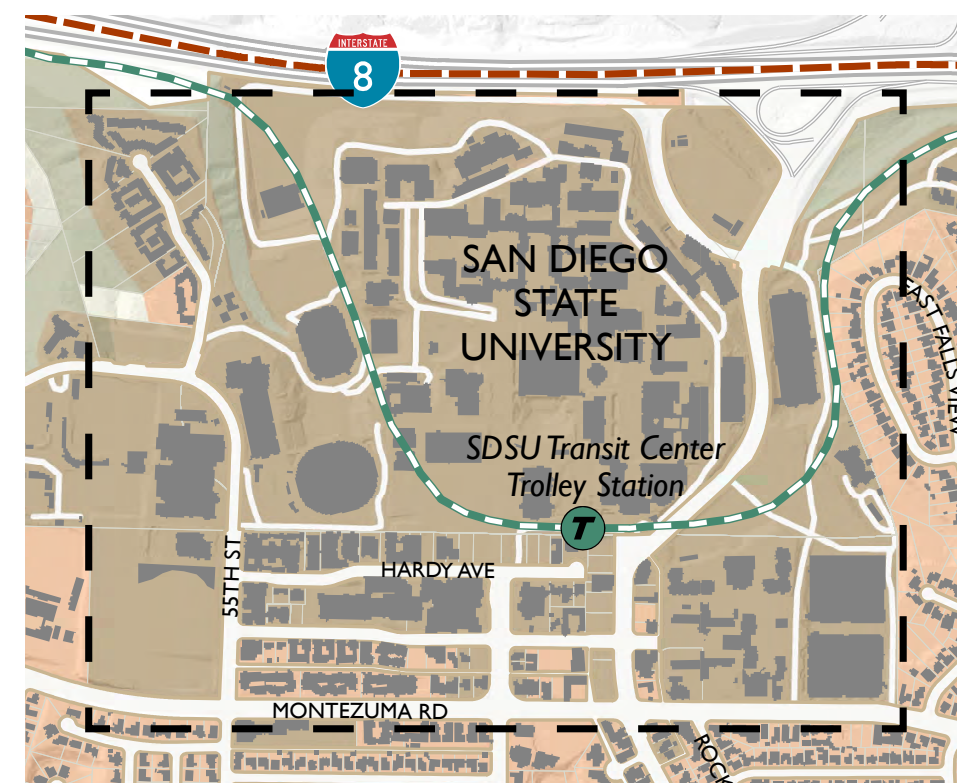 INTERSTATE
8
SAN DIEGO
STATE
UNIVERSITY
EAST FALLS VIEW
SDSU Transit Center
Trolley Station
T
55TH ST
HARDY AVE
MONTEZUMA RD
ROCK